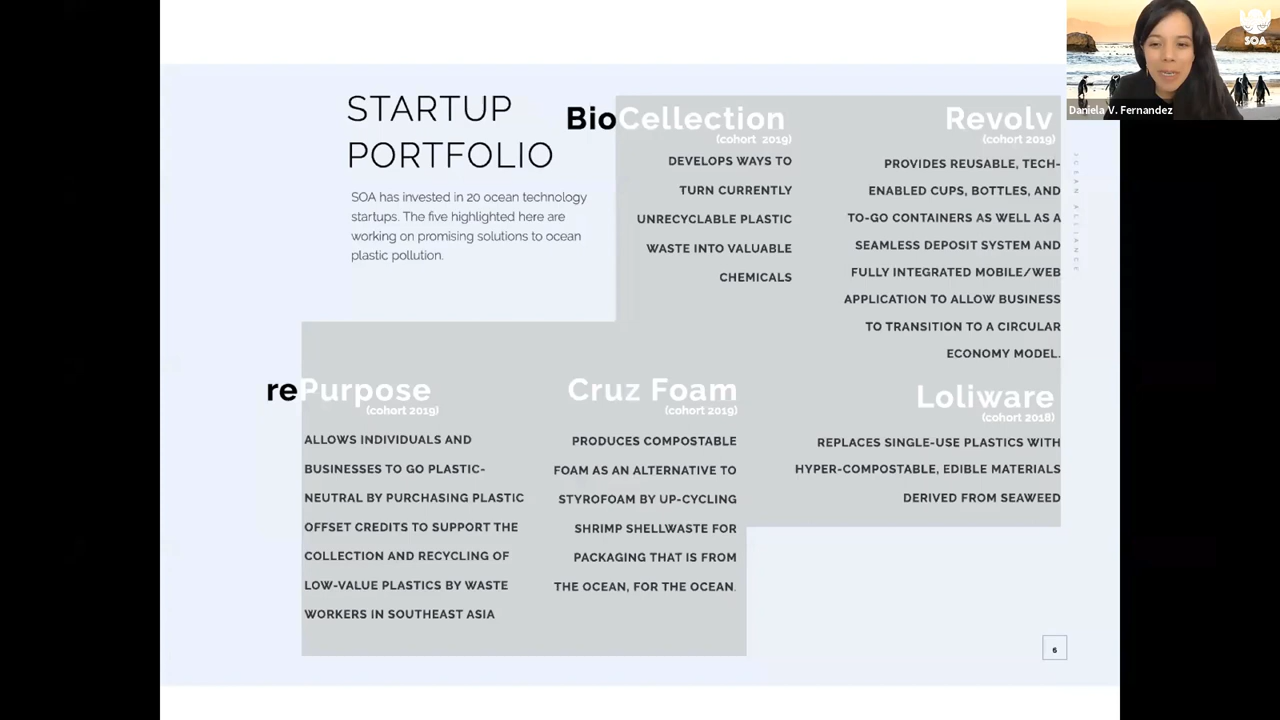 STARTUP
PORTFOLIO
SOA has invested in 20 ocean technology
startups. The five highlighted here are
working on promising solutions to ocean
plastic pollution.
BioCellection
(cohort 2019)
DEVELOPS WAYS TO
TURN CURRENTLY
UNRECYCLABLE PLASTIC
WASTE INTO VALUABLE
CHEMICALS
Revolv
(cohort 2019)
PROVIDES REUSABLE, TECH-
ENABLED CUPS, BOTTLES, AND
TO-GO CONTAINERS AS WELL AS A
SEAMLESS DEPOSIT SYSTEM AND
FULLY INTEGRATED MOBILE/WEB
APPLICATION TO ALLOW BUSINESS
TO TRANSITION TO A CIRCULAR
ECONOMY MODEL.
rePurpose
(cohort 2019)
ALLOWS INDIVIDUALS AND
BUSINESSES TO GO PLASTIC-
NEUTRAL BY PURCHASING PLASTIC
OFFSET CREDITS TO SUPPORT THE
COLLECTION AND RECYCLING OF
LOW-VALUE PLASTICS BY WASTE
WORKERS IN SOUTHEAST ASIA
Cruz Foam
(cohort 2019)
PRODUCES COMPOSTABLE
FOAM AS AN ALTERNATIVE TO
STYROFOAM BY UP-CYCLING
SHRIMP SHELLWASTE FOR
PACKAGING THAT IS FROM
THE OCEAN, FOR THE OCEAN.
Loliware
(cohort 2018)
REPLACES SINGLE-USE PLASTICS WITH
HYPER-COMPOSTABLE, EDIBLE MATERIALS
DERIVED FROM SEAWEED
6
SOA
Daniela V. Fernandez
ALLIANCE